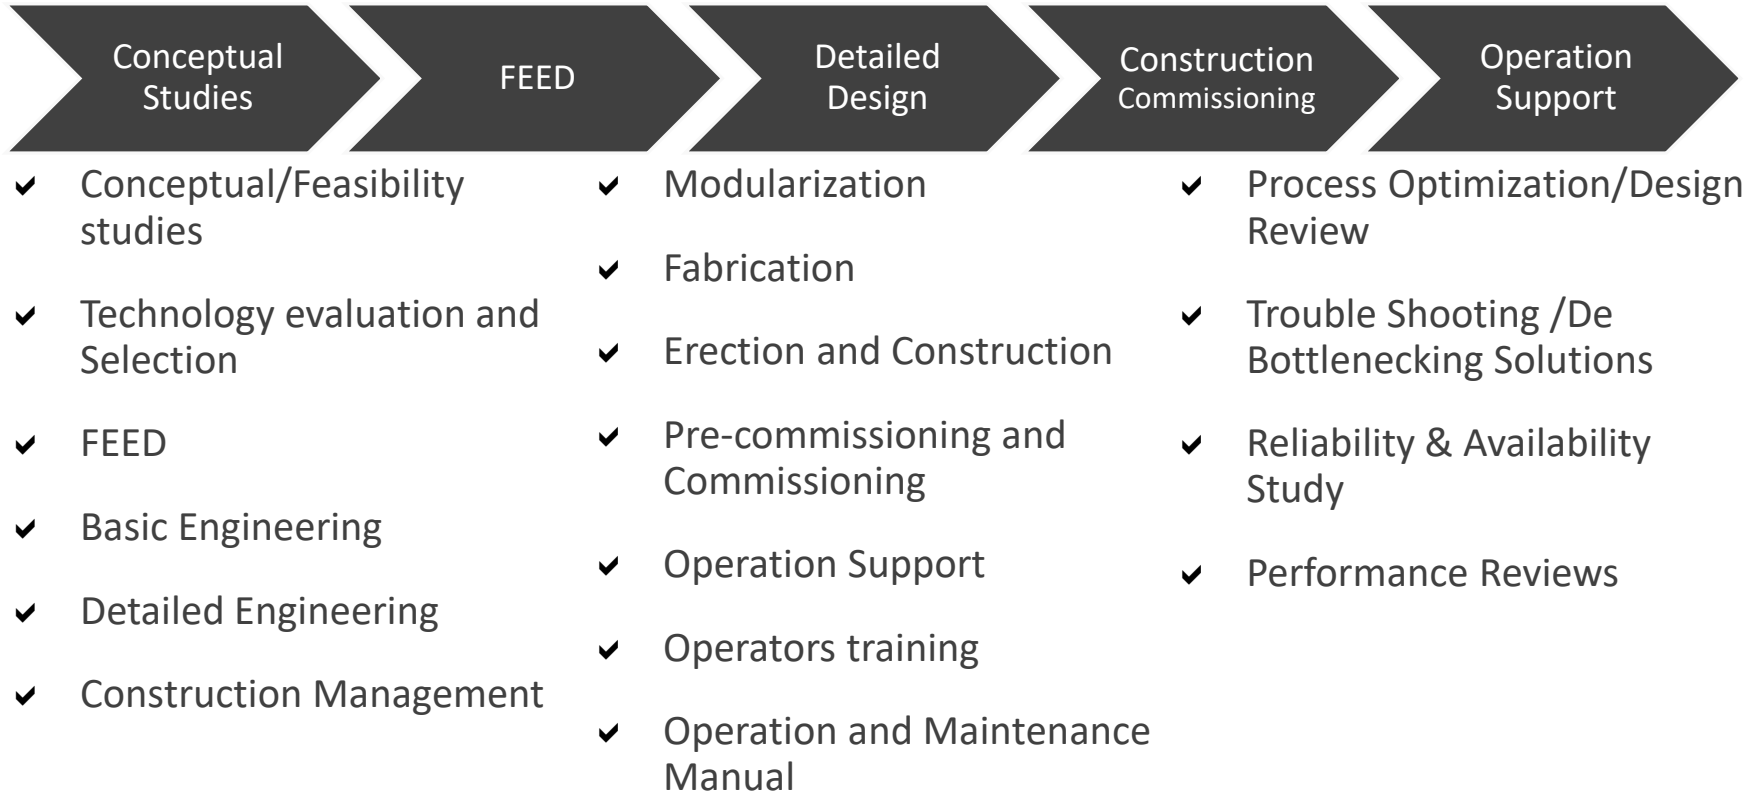 Conceptual
Studies
FEED
Detailed
Design
Construction
Commissioning
Operation
Support
Conceptual/Feasibility
studies
Technology evaluation and
Selection
FEED
Basic Engineering
Detailed Engineering
Construction Management
Modularization
Fabrication
Erection and Construction
Pre-commissioning and
Commissioning
Operation Support
Operators training
Operation and Maintenance
Manual
Process Optimization/Design
Review
Trouble Shooting /De
Bottlenecking Solutions
Reliability & Availability
Study
Performance Reviews